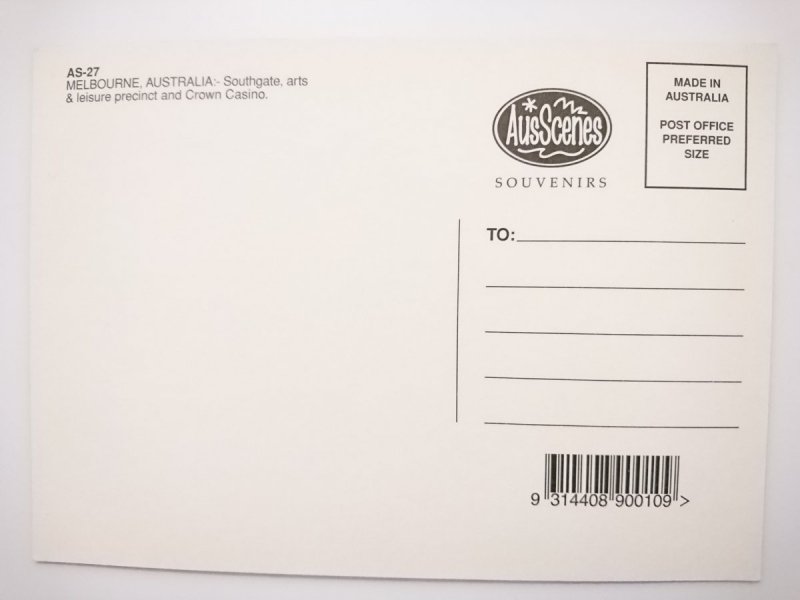 AS-27
MELBOURNE, AUSTRALIA:- Southgate, arts
& leisure precinct and Crown Casino.
AusScenes
SOUVENIRS
MADE IN
AUSTRALIA
POST OFFICE
PREFERRED
SIZE
TO:
9 314408 900109 >